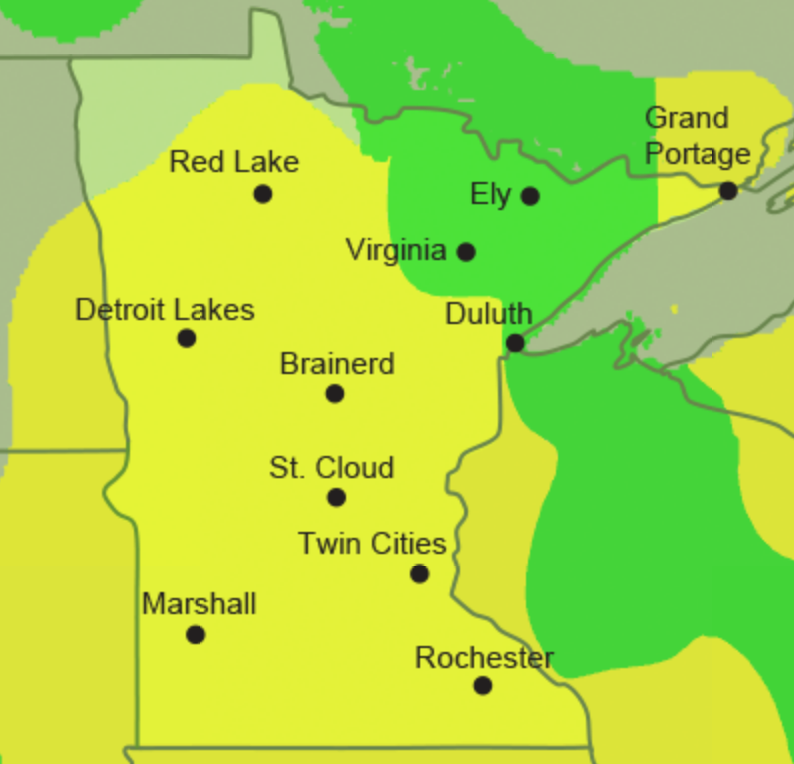 Grand
Portage
Red Lake
Ely
Virginia
Detroit Lakes
Duluth
Brainerd
St. Cloud
Twin Cities
Marshall
Rochester